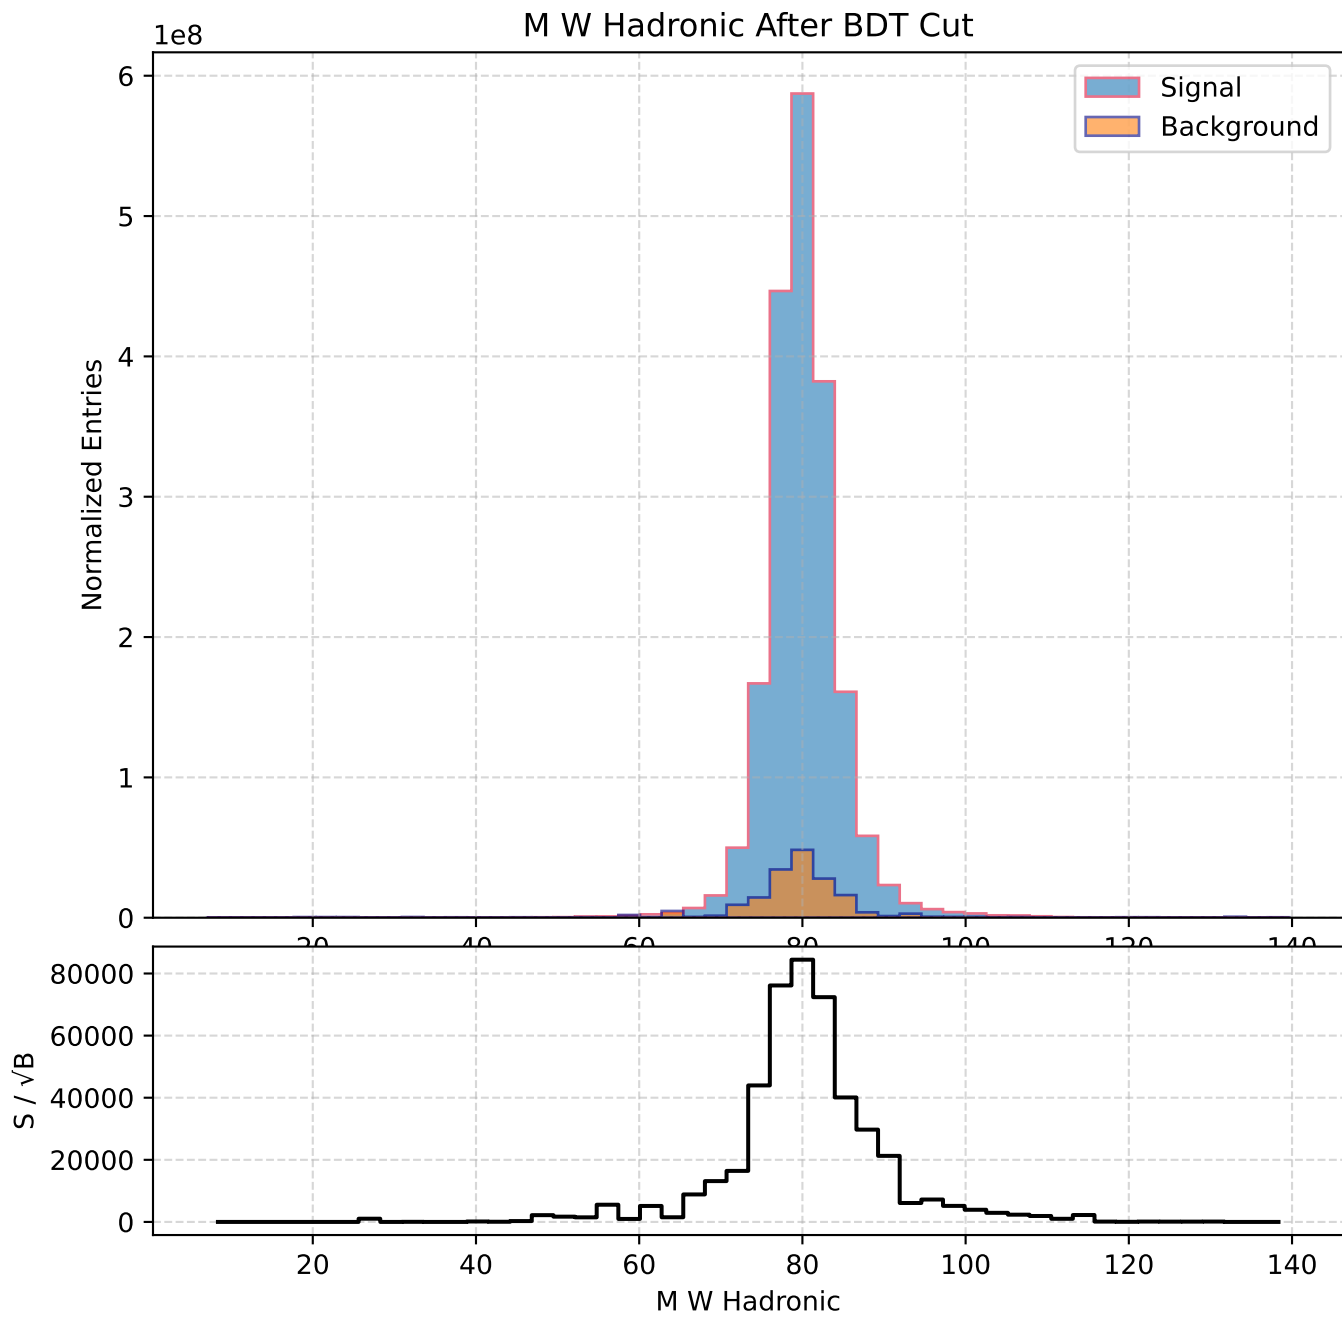 M W Hadronic After BDT Cut
1e8
6
5
4
3
2
1
0
Normalized Entries
Signal
Background
20 40 60 80 100 120 140
80000
60000
40000
20000
0
S / √B
20 40 60 80 100 120 140
M W Hadronic